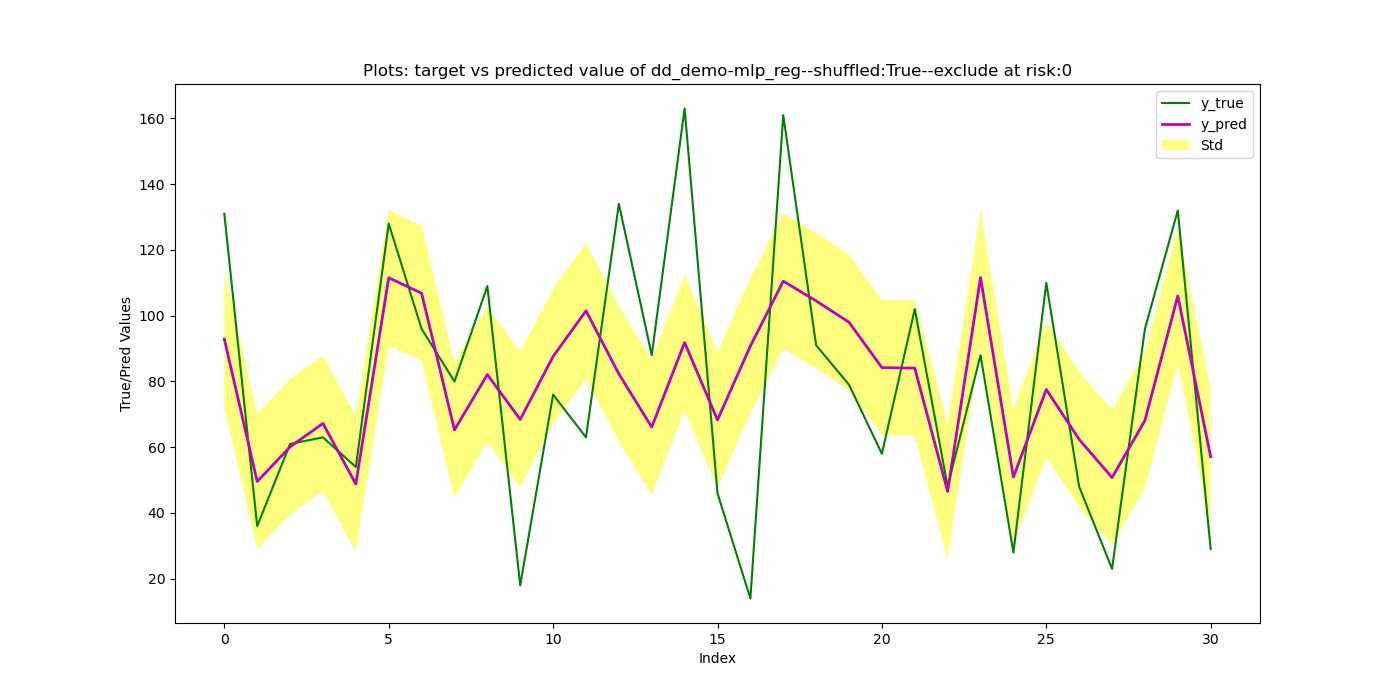 Plots: target vs predicted value of dd_demo-mlp_reg--shuffled:True--exclude at risk:0
y_true
y_pred
Std
True/Pred Values
160
140
120
100
80
60
40
20
0 5 10 15 20 25 30
Index